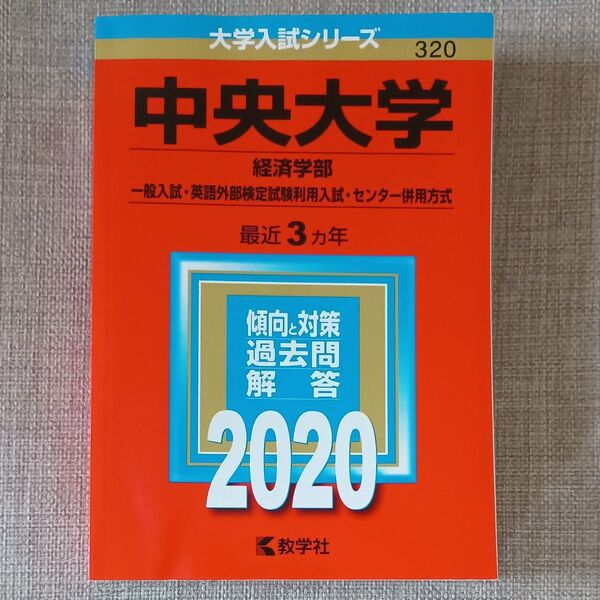 大学入試シリーズ
320
中央大学
経済学部
一般入試・英語外部検定試験利用入試・センター併用方式
最近3ヵ年
傾向と対策
過去問
解答
2020
教学社